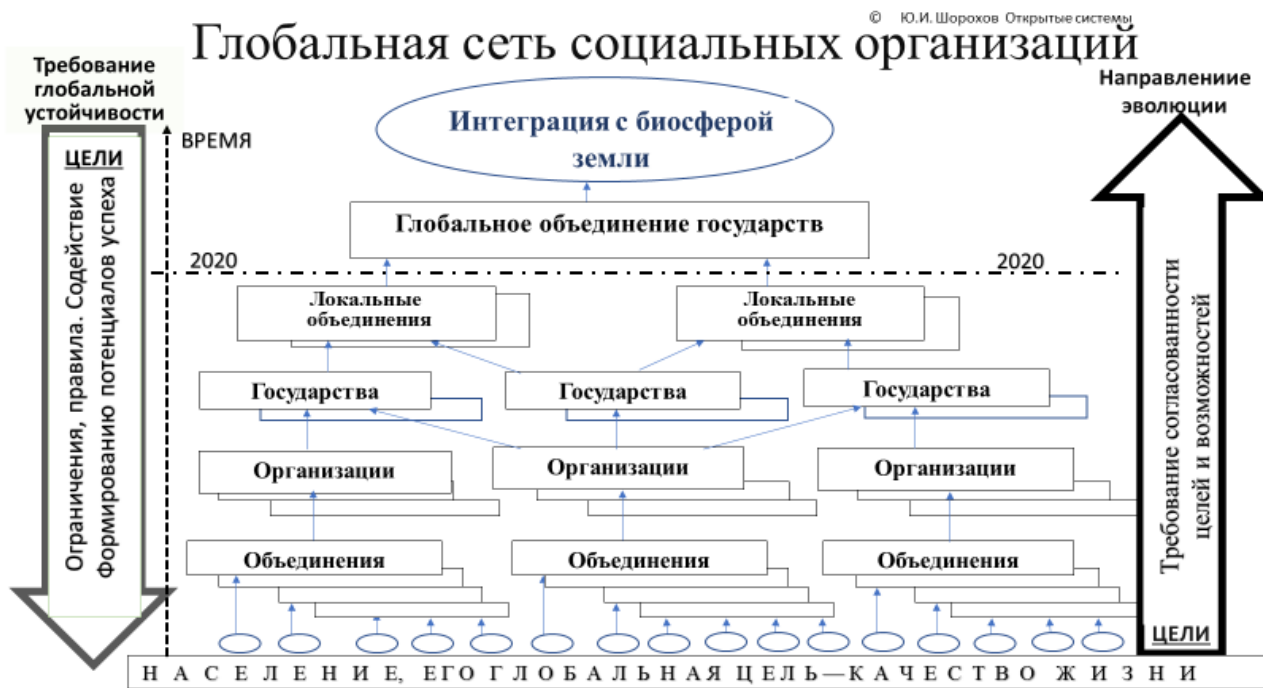 © Ю.И. Шорохов Открытые системы
Глобальная сеть социальных организаций
Требование
глобальной
устойчивости
Направлениие
эволюции
ВРЕМЯ
ЦЕЛИ
Ограничения, правила. Содействие
Формированию потенциалов успеха
Интеграция с биосферой
земли
Глобальное объединение государств
2020
2020
Локальные
объединения
Локальные
объединения
Государства
Государства
Государства
Организации
Организации
Организации
Объединения
Объединения
Объединения
Требование согласованности
целей и возможностей
ЦЕЛИ
Н А С Е Л Е Н И Е, Е Г О Г Л О Б А Л Ь Н А Я Ц Е Л Ь — К А Ч Е С Т В О Ж И З Н И